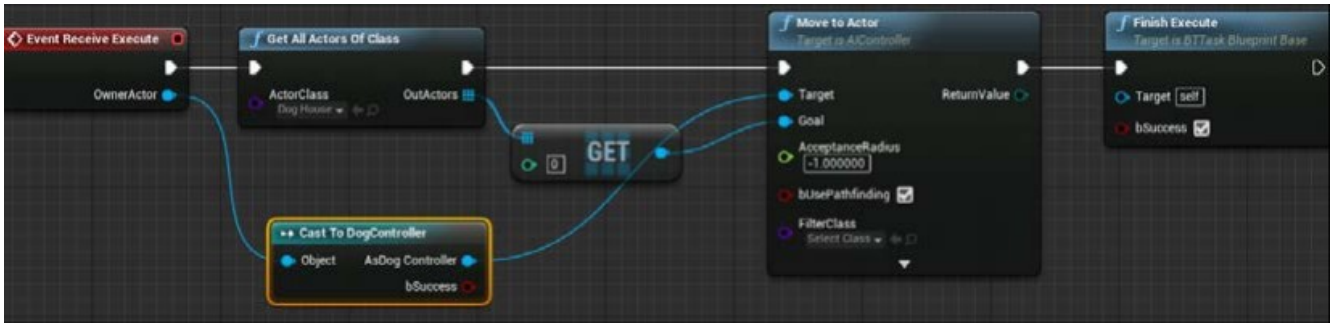 Event Receive Execute
OwnerActor
Get All Actors Of Class
ActorClass
Dog House
OutActors
0
GET
Cast To DogController
Object
AsDog Controller
bSuccess
Move to Actor
Target is AIController
Target
ReturnValue
Goal
AcceptanceRadius
-1.000000
bUsePathfinding
FilterClass
Select Class
Finish Execute
Target is BTTask Blueprint Base
Target self
bSuccess